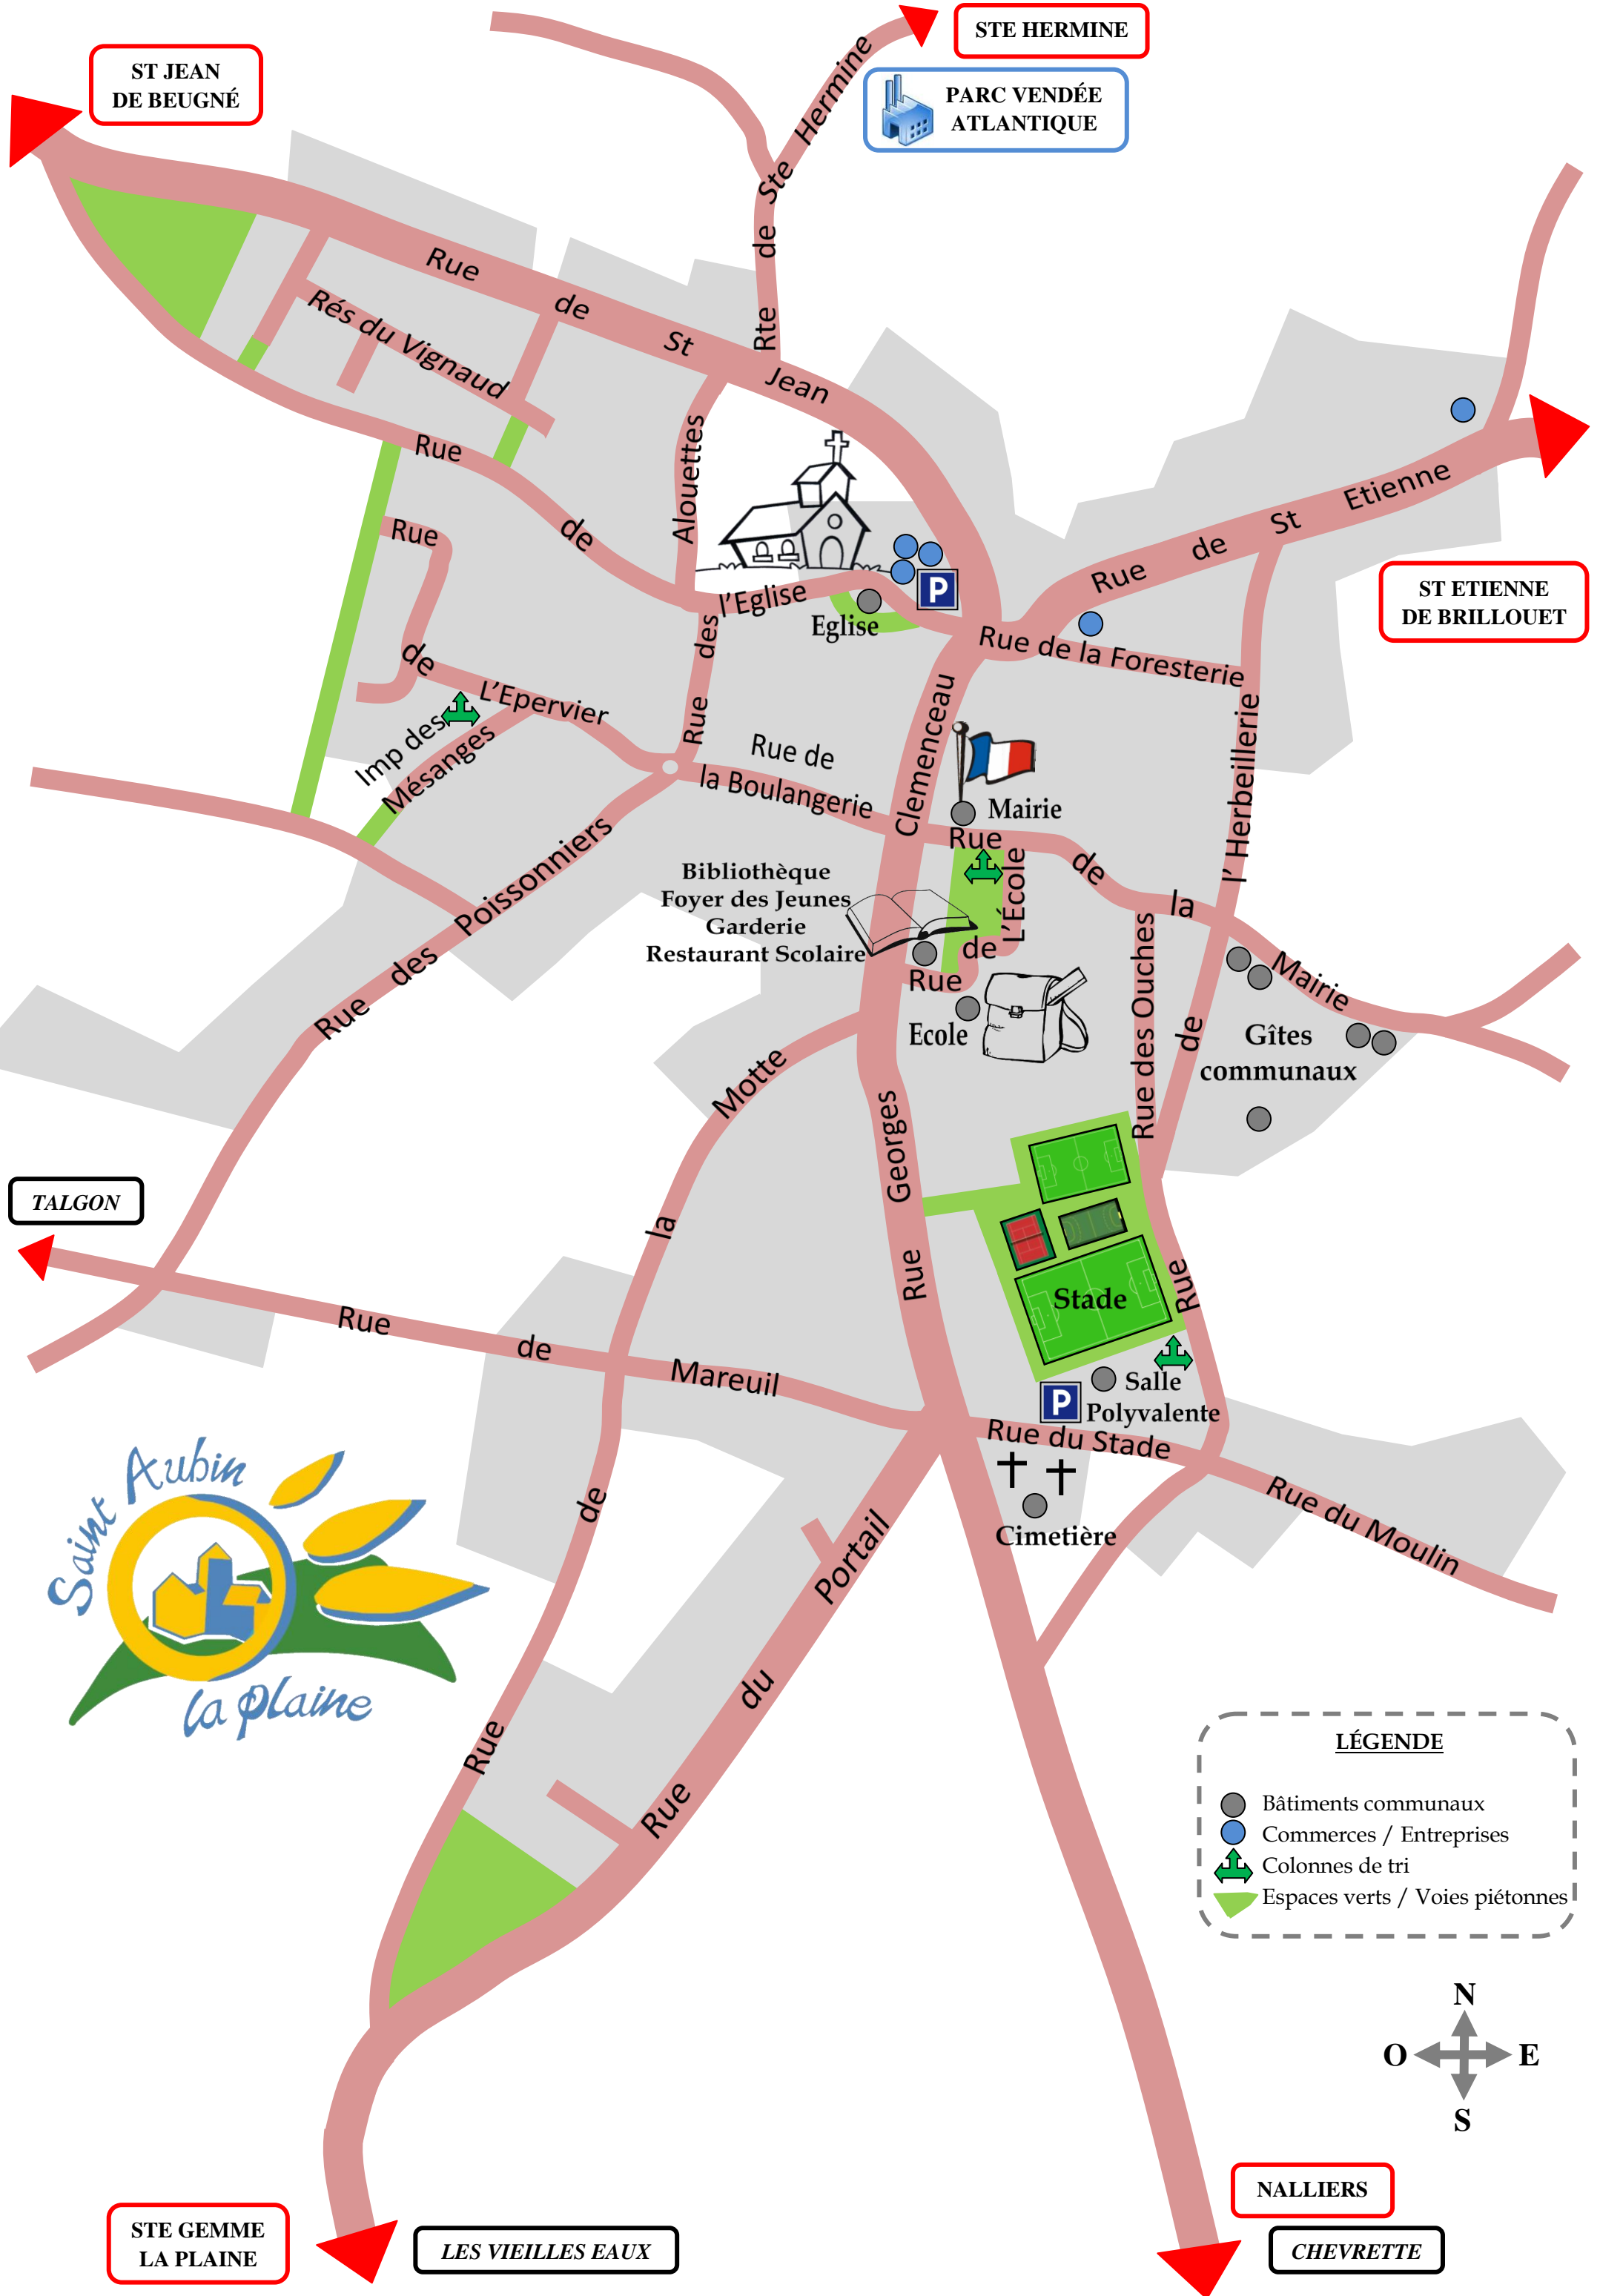 STE HERMINE
ST JEAN
DE BEUGNÉ
PARC VENDÉE
ATLANTIQUE
Rte de Ste Hermine
Rue de St Jean
Rés du Vignaud
Rue de l'Eglise
Rue des Alouettes
Rue de St Etienne
ST ETIENNE
DE BRILLOUET
P
Eglise
Rue de la Foresterie
Rue de L'Epervier
Imp des
Mésanges
Rue de
la Boulangerie
Rue Georges Clemenceau
Mairie
Rue de l'Herbeillerie
Rue de la Mairie
Rue de L'Ecole
Bibliothèque
Foyer des Jeunes
Garderie
Restaurant Scolaire
Ecole
Rue des Poissonniers
Rue des Ouches
Gîtes
communaux
Rue de la Motte
TALGON
Stade
Salle
Polyvalente
P
Rue de Mareuil
Rue du Stade
Cimetière
Rue du Moulin
Rue du Portail
Saint Aubin
la plaine
LÉGENDE
Bâtiments communaux
Commerces / Entreprises
Colonnes de tri
Espaces verts / Voies piétonnes
N
O E
S
NALLIERS
CHEVRETTE
STE GEMME
LA PLAINE
LES VIEILLES EAUX